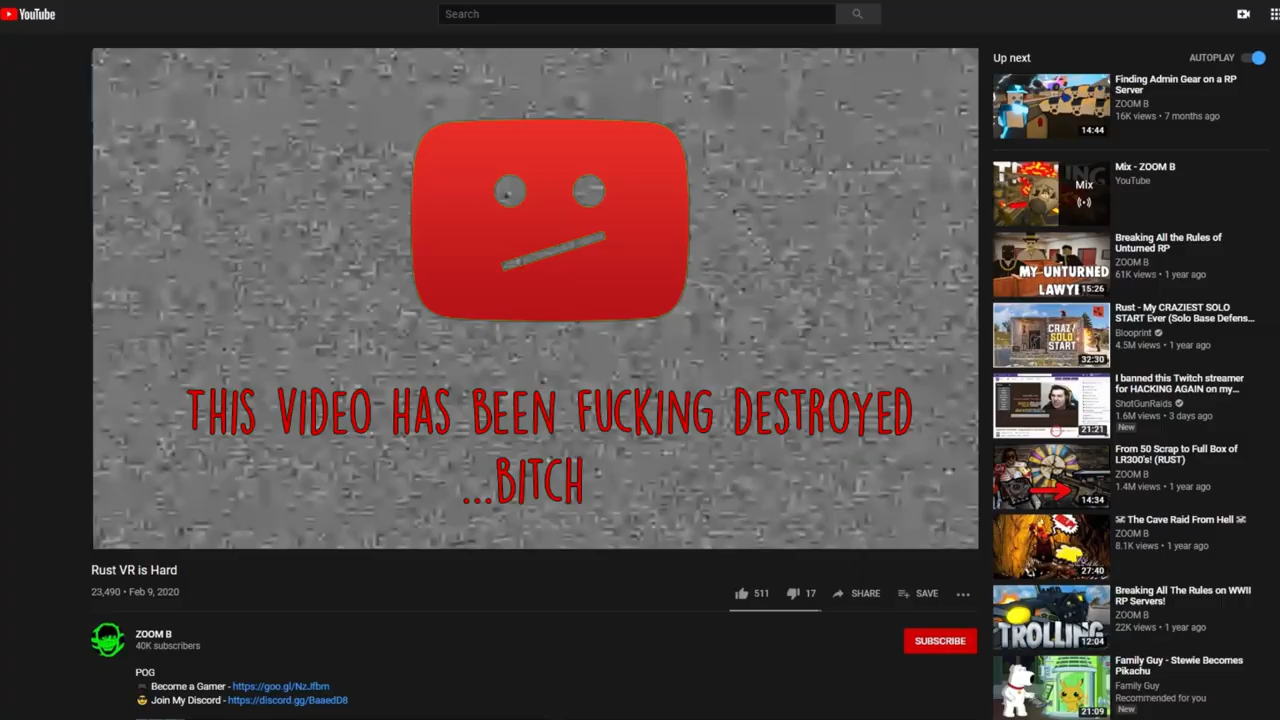 YouTube
Search
THIS VIDEO HAS BEEN FUCKING DESTROYED
...BITCH
Rust VR is Hard
23,490 • Feb 9, 2020
511
17
SHARE
SAVE
ZOOM B
40K subscribers
SUBSCRIBE
POG
Become a Gamer - https://goo.gl/NzJfbm
Join My Discord - https://discord.gg/BaaedD8
Up next
AUTOPLAY
Finding Admin Gear on a RP
Server
ZOOM B
16K views • 7 months ago
14:44
Mix - ZOOM B
YouTube
Mix
Breaking All the Rules of
Unturned RP
ZOOM B
61K views • 1 year ago
MY UNTURNED
15:26
Rust - My CRAZIEST SOLO
START Ever (Solo Base Defens...
Blooprint
4.5M views • 1 year ago
SOLO
START
32:30
I banned this Twitch streamer
for HACKING AGAIN on my...
ShotGunRaids
1.6M views • 3 days ago
New
21:21
From 50 Scrap to Full Box of
LR300's! (RUST)
ZOOM B
1.4M views • 1 year ago
14:34
The Cave Raid From Hell
ZOOM B
8.1K views • 1 year ago
27:40
Breaking All The Rules on WWII
RP Servers!
ZOOM B
22K views • 1 year ago
TROLLING
12:04
Family Guy - Stewie Becomes
Pikachu
Family Guy
Recommended for you
New
21:09